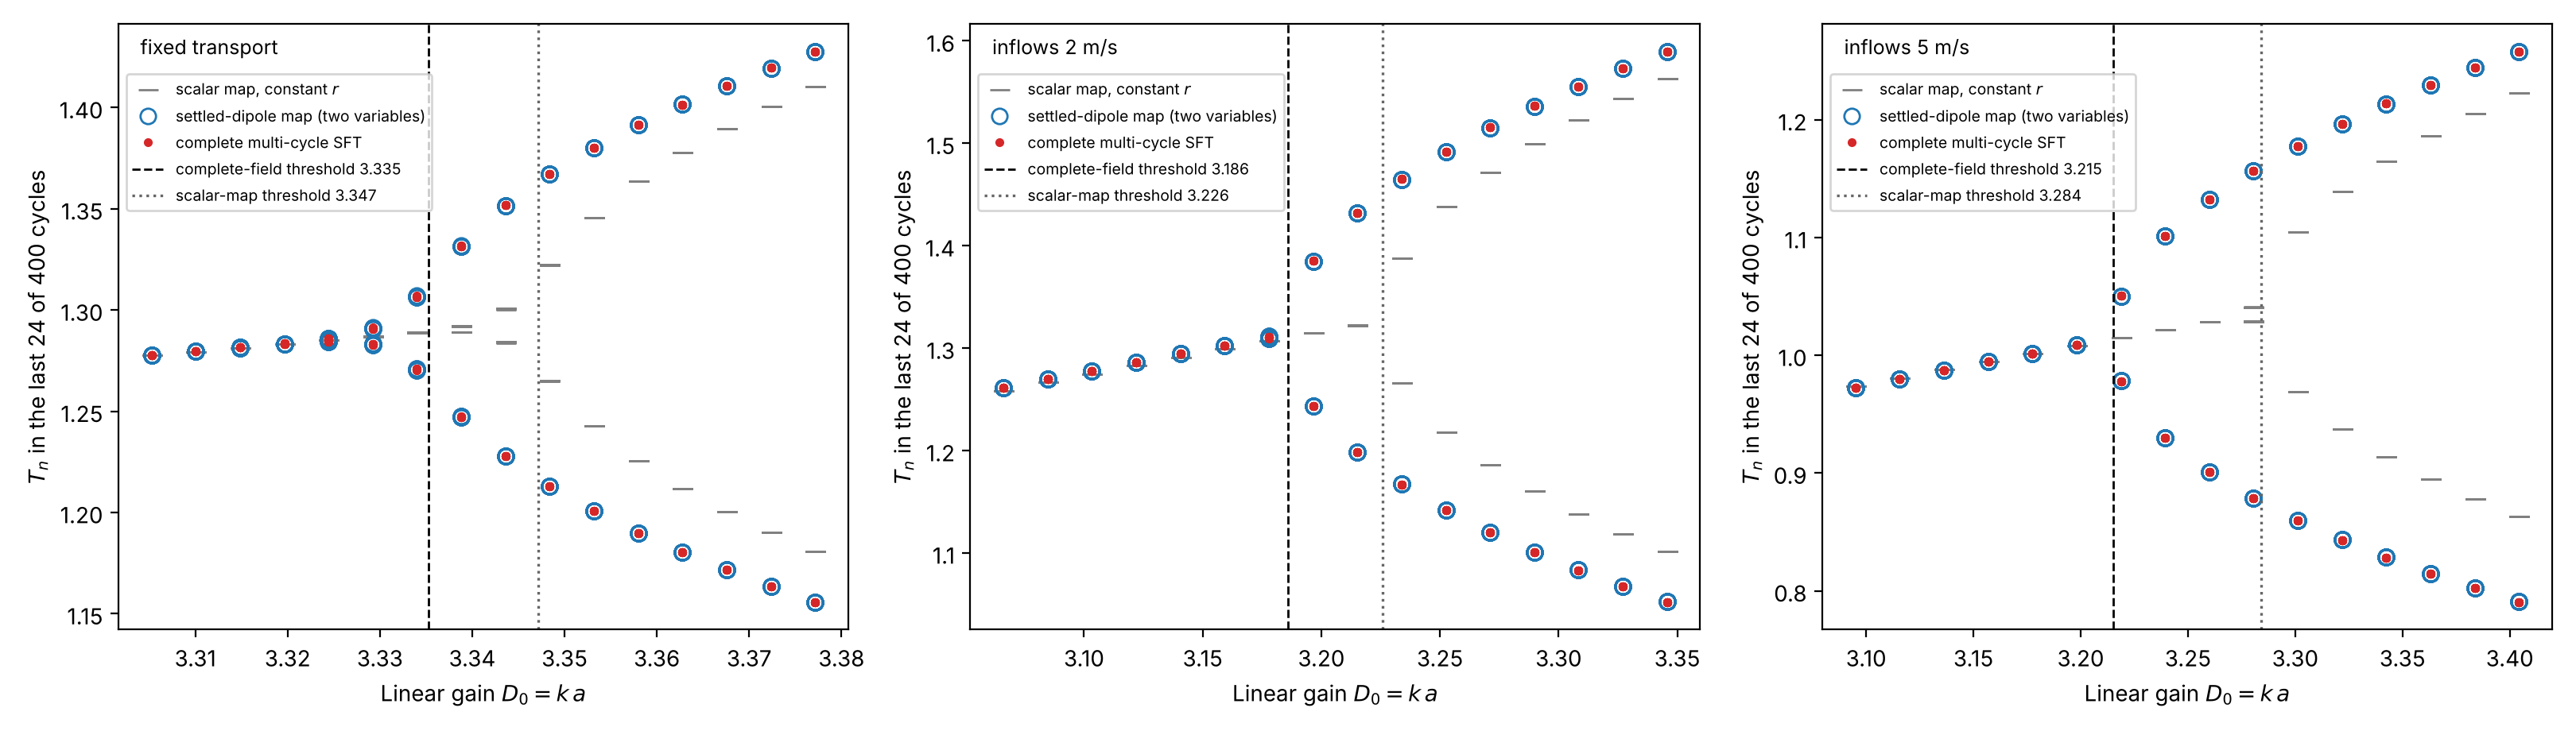 fixed transport
scalar map, constant r
settled-dipole map (two variables)
complete multi-cycle SFT
complete-field threshold 3.335
scalar-map threshold 3.347
T_n in the last 24 of 400 cycles
1.40
1.35
1.30
1.25
1.20
1.15
3.31 3.32 3.33 3.34 3.35 3.36 3.37 3.38
Linear gain D_0 = k a
inflows 2 m/s
scalar map, constant r
settled-dipole map (two variables)
complete multi-cycle SFT
complete-field threshold 3.186
scalar-map threshold 3.226
T_n in the last 24 of 400 cycles
1.6
1.5
1.4
1.3
1.2
1.1
3.10 3.15 3.20 3.25 3.30 3.35
Linear gain D_0 = k a
inflows 5 m/s
scalar map, constant r
settled-dipole map (two variables)
complete multi-cycle SFT
complete-field threshold 3.215
scalar-map threshold 3.284
T_n in the last 24 of 400 cycles
1.2
1.1
1.0
0.9
0.8
3.10 3.15 3.20 3.25 3.30 3.35 3.40
Linear gain D_0 = k a